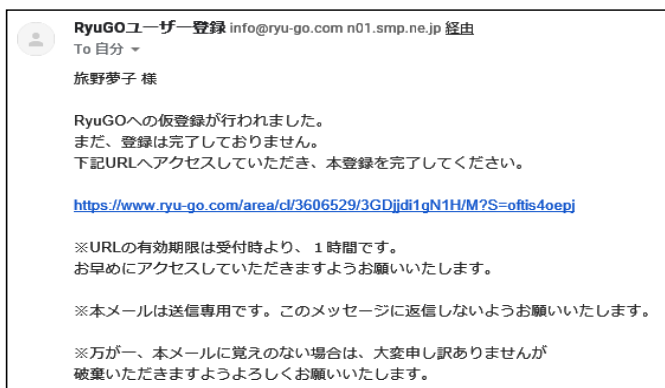 RyuGOユーザー登録 info@ryu-go.com n01.smp.ne.jp 経由
To 自分
旅野夢子 様
RyuGOへの仮登録が行われました。
まだ、登録は完了しておりません。
下記URLへアクセスしていただき、本登録を完了してください。
https://www.ryu-go.com/area/cl/3606529/3GDjjdi1gN1H/M?S=oftis4oepj
※URLの有効期限は受付時より、１時間です。
お早めにアクセスしていただきますようお願いいたします。
※本メールは送信専用です。このメッセージに返信しないようお願いいたします。
※万が一、本メールに覚えのない場合は、大変申し訳ありませんが
破棄いただきますようよろしくお願いいたします。